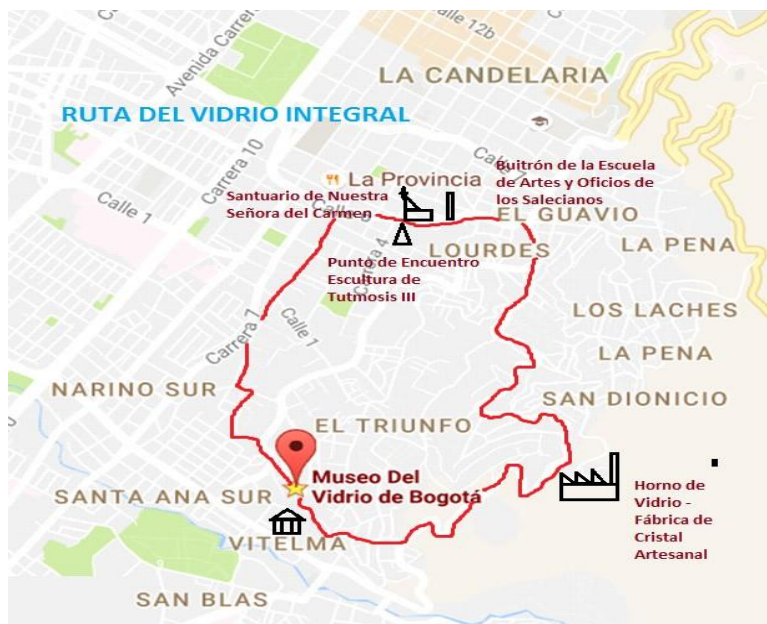 Calle 12b
Avenida Carrera
LA CANDELARIA
RUTA DEL VIDRIO INTEGRAL
Carrera 10
Calle 7
Buitrón de la Escuela
de Artes y Oficios de
los Salecianos
La Provincia
Santuario de Nuestra
Señora del Carmen
Calle 1
Calle 6
EL GUAVIO
LOURDES
LA PENA
Carrera 4
Punto de Encuentro
Escultura de
Tutmosis III
LOS LACHES
Carrera 7
Calle 1
LA PENA
NARINO SUR
SAN DIONICIO
EL TRIUNFO
Museo Del
Vidrio de Bogotá
SANTA ANA SUR
Horno de
Vidrio -
Fábrica de
Cristal
Artesanal
VITELMA
SAN BLAS